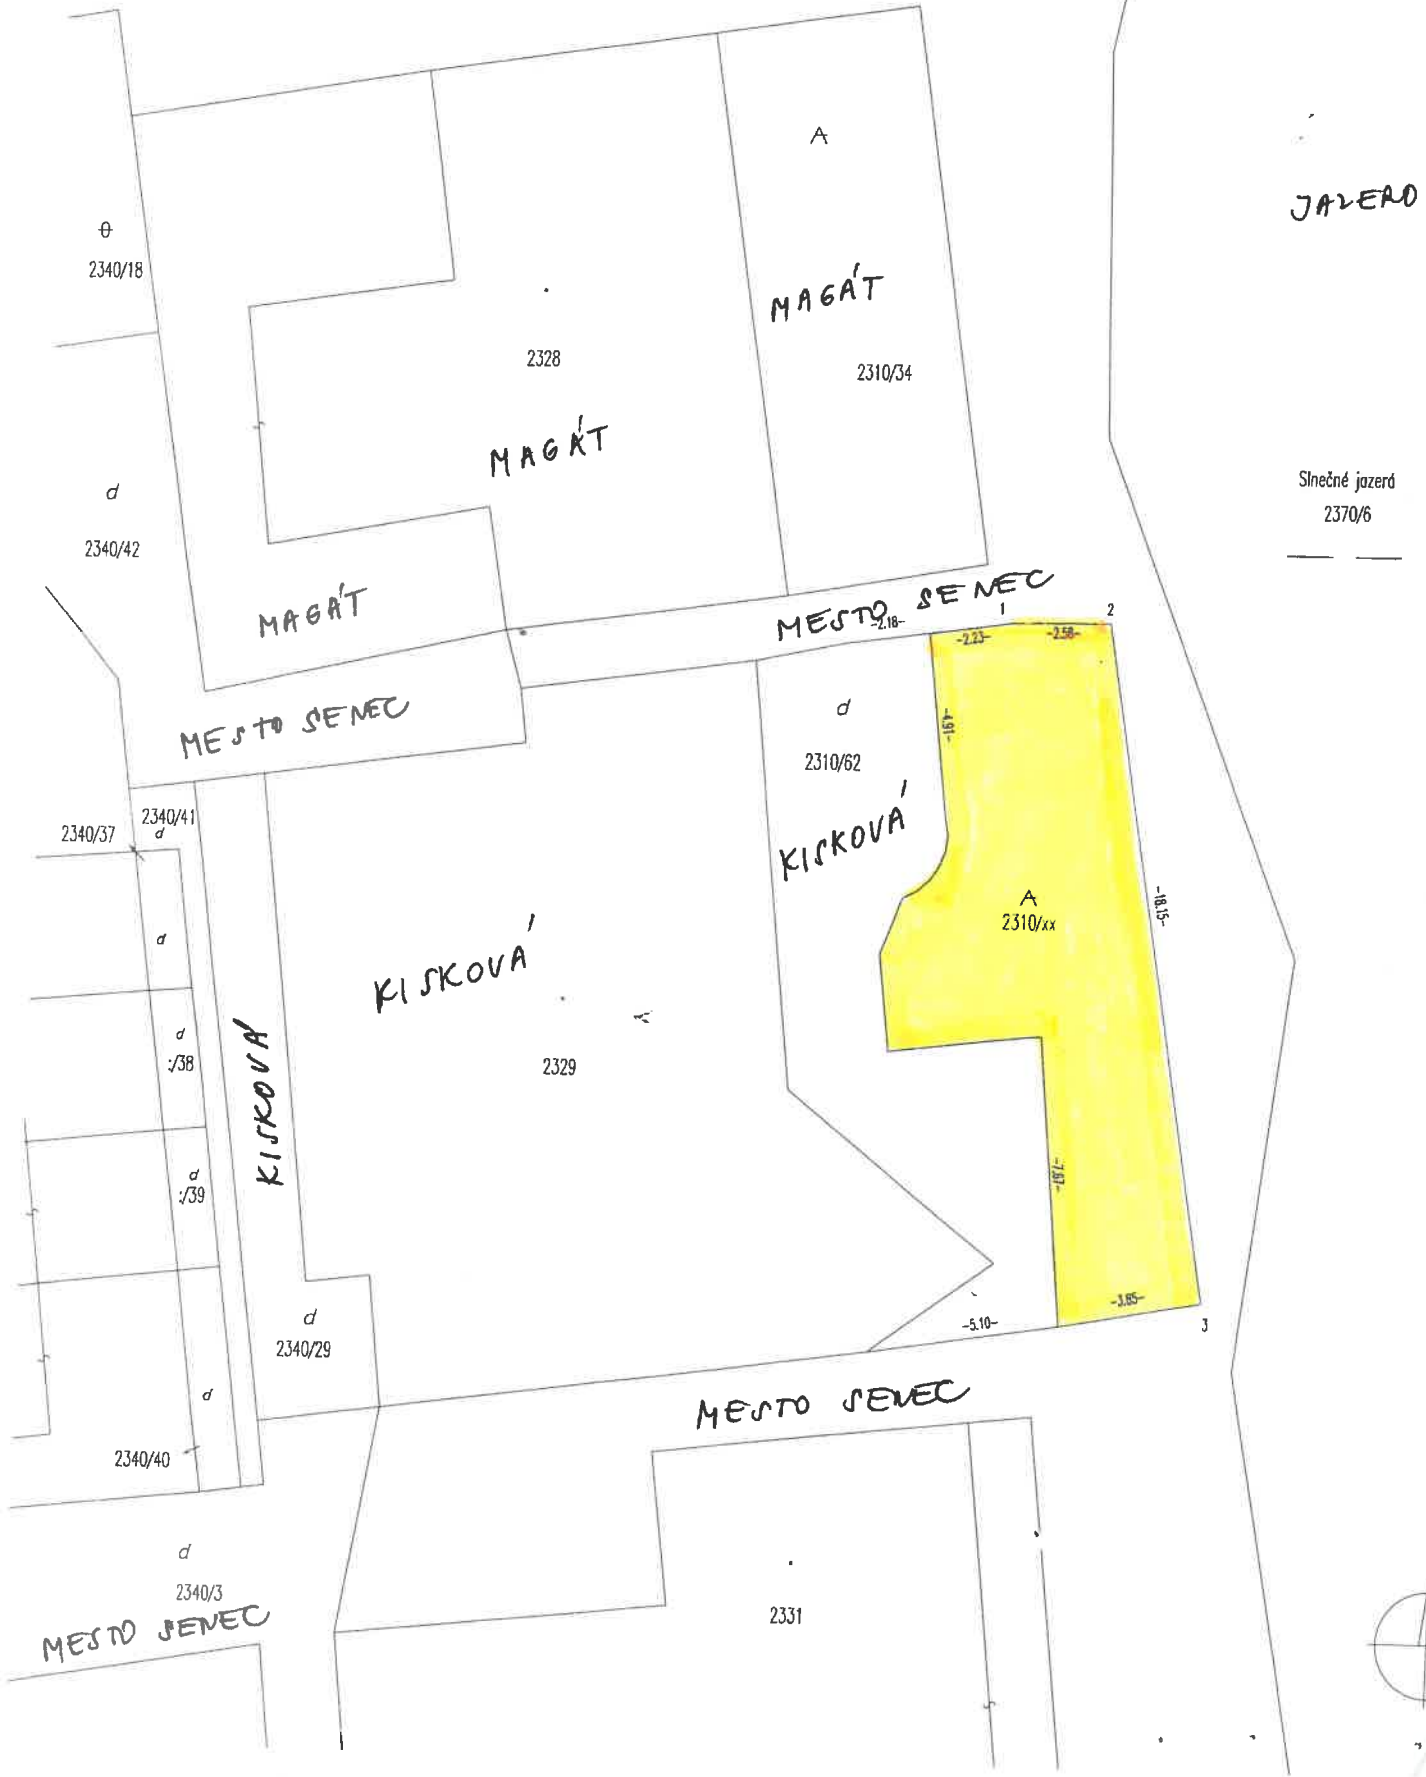 A
JAZERO
θ
2340/18
MAGÁT
2328
2310/34
MAGÁT
Slnečné jazerá
2370/6
d
2340/42
MAGÁT
MESTO SENEC
-2.18-
1
2
-2.23-
-2.58-
MESTO SENEC
d
2310/62
-4.91-
KISKOVÁ
2340/41
d
2340/37
d
KISKOVÁ
A
2310/xx
-18.15-
d
:/38
KISKOVÁ
2329
d
:/39
-7.87-
d
2340/29
-5.10-
-3.85-
3
d
MESTO SENEC
2340/40
d
2340/3
MESTO SENEC
2331